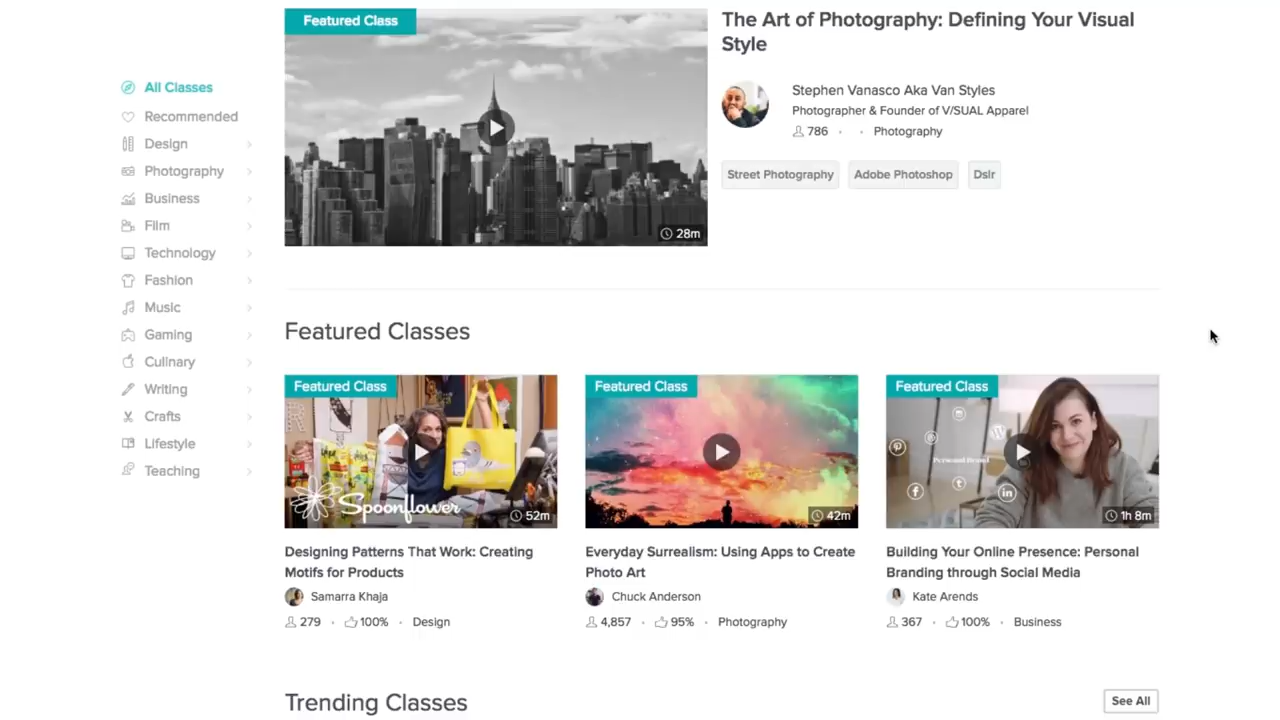 Featured Class
28m
The Art of Photography: Defining Your Visual
Style
Stephen Vanasco Aka Van Styles
Photographer & Founder of V/SUAL Apparel
786 · · Photography
Street Photography
Adobe Photoshop
Dslr
All Classes
Recommended
Design
Photography
Business
Film
Technology
Fashion
Music
Gaming
Culinary
Writing
Crafts
Lifestyle
Teaching
Featured Classes
Featured Class
Spoonflower
52m
Designing Patterns That Work: Creating
Motifs for Products
Samarra Khaja
279 · 100% · Design
Featured Class
42m
Everyday Surrealism: Using Apps to Create
Photo Art
Chuck Anderson
4,857 · 95% · Photography
Featured Class
Personal Brand
1h 8m
Building Your Online Presence: Personal
Branding through Social Media
Kate Arends
367 · 100% · Business
Trending Classes
See All